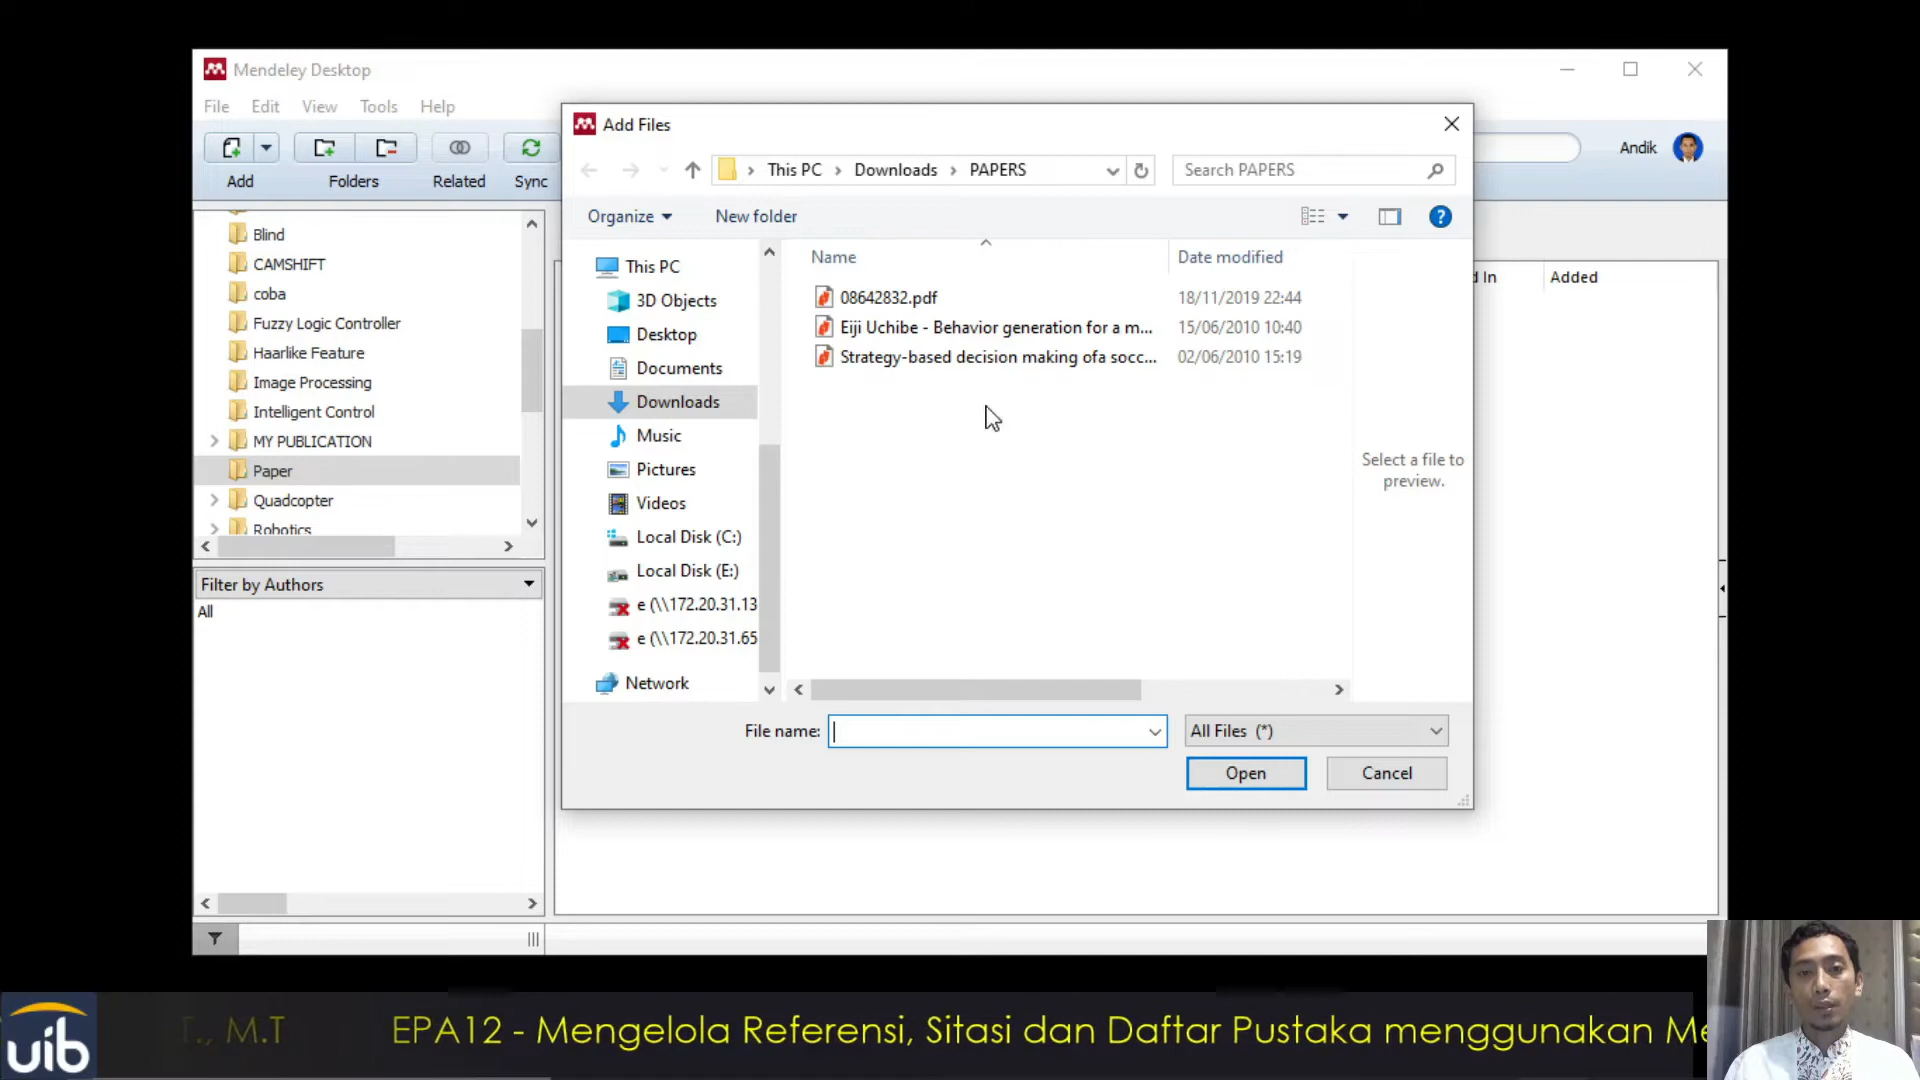 Mendeley Desktop
File Edit View Tools Help
Add Folders Related Sync
Andik
Blind
CAMSHIFT
coba
Fuzzy Logic Controller
Haarlike Feature
Image Processing
Intelligent Control
MY PUBLICATION
Paper
Quadcopter
Robotics
Filter by Authors
All
d In Added
Add Files
This PC › Downloads › PAPERS
Search PAPERS
Organize New folder
This PC
3D Objects
Desktop
Documents
Downloads
Music
Pictures
Videos
Local Disk (C:)
Local Disk (E:)
e (\\172.20.31.13
e (\\172.20.31.65
Network
Name Date modified
08642832.pdf 18/11/2019 22:44
Eiji Uchibe - Behavior generation for a m... 15/06/2010 10:40
Strategy-based decision making ofa socc... 02/06/2010 15:19
Select a file to
preview.
File name:
All Files (*)
Open Cancel
uib
T., M.T EPA12 - Mengelola Referensi, Sitasi dan Daftar Pustaka menggunakan Me